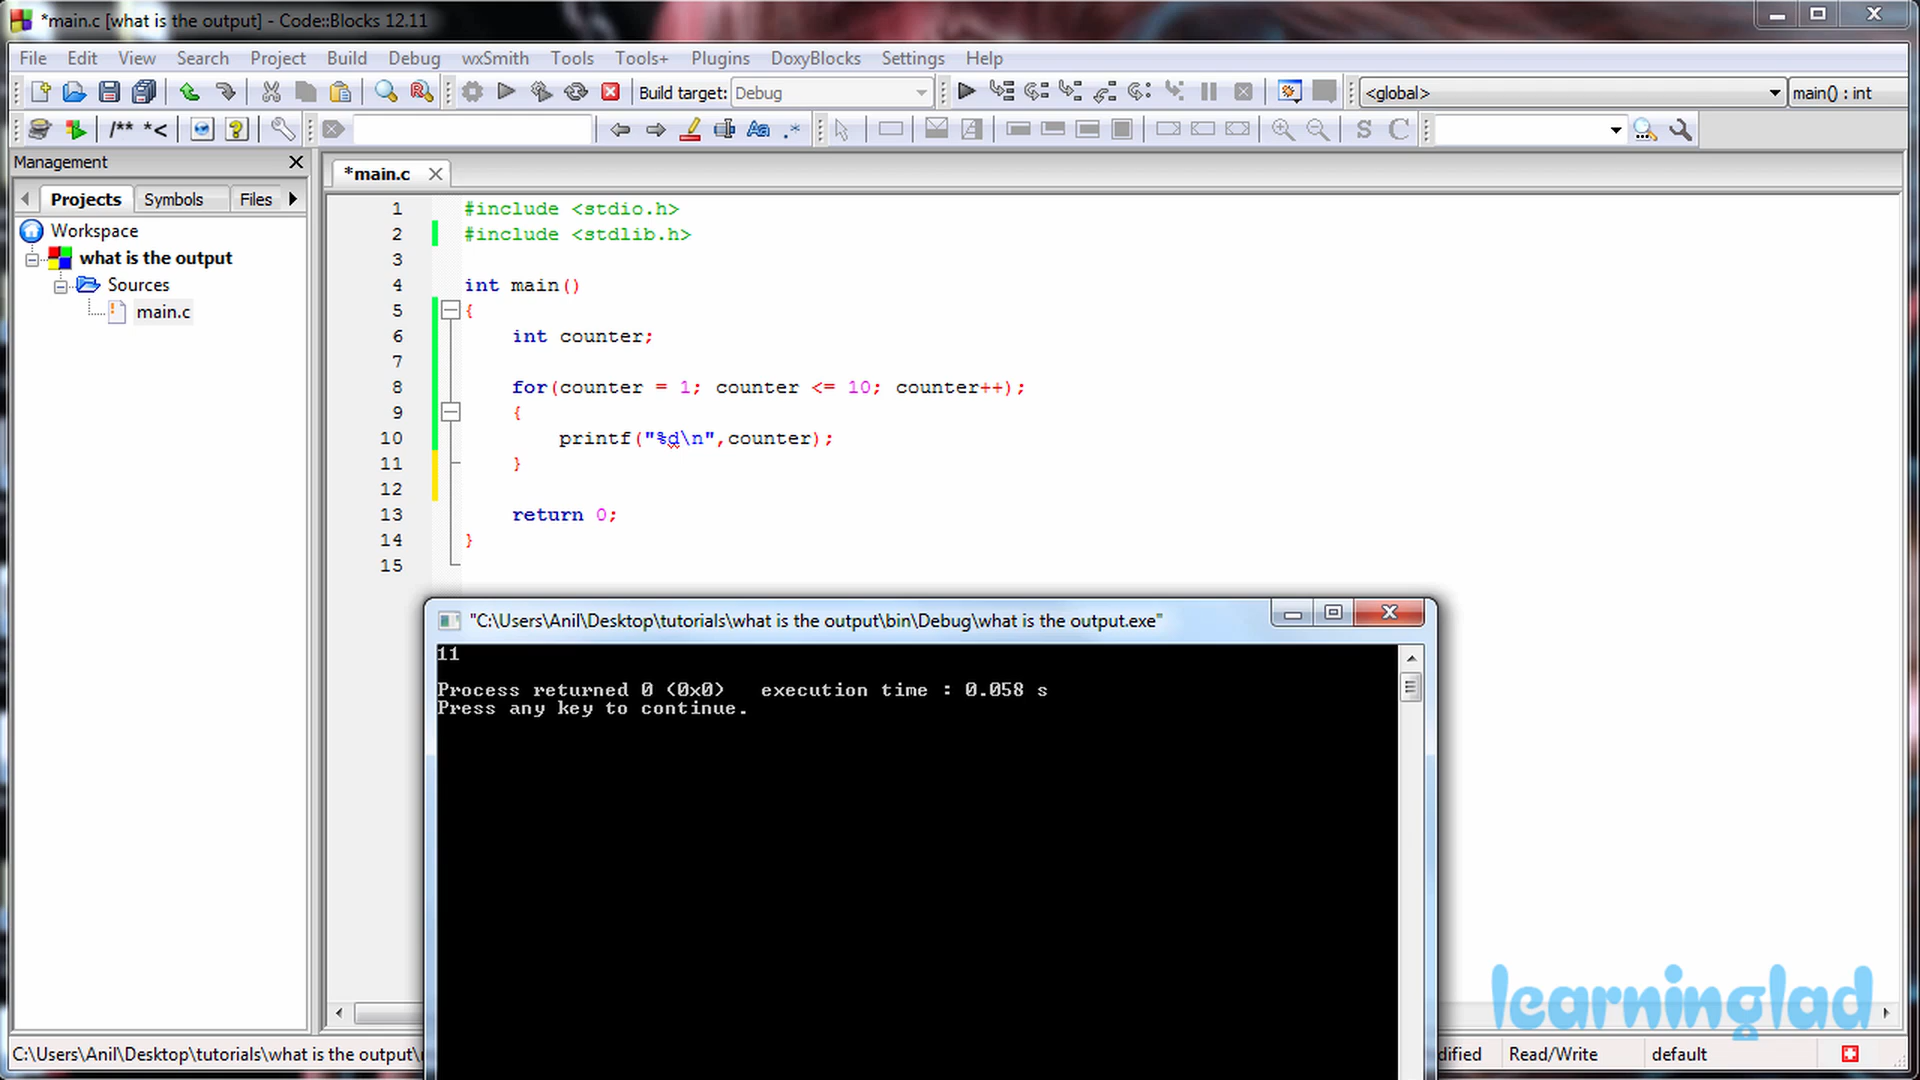 *main.c [what is the output] - Code::Blocks 12.11
File Edit View Search Project Build Debug wxSmith Tools Tools+ Plugins DoxyBlocks Settings Help
Build target: Debug <global> main() : int
/** *<
Management
*main.c
Projects Symbols Files
Workspace
what is the output
Sources
main.c
1 #include <stdio.h>
2 #include <stdlib.h>
3
4 int main()
5 {
6 int counter;
7
8 for(counter = 1; counter <= 10; counter++);
9 {
10 printf("%d\n",counter);
11 }
12
13 return 0;
14 }
15
"C:\Users\Anil\Desktop\tutorials\what is the output\bin\Debug\what is the output.exe"
11
Process returned 0 (0x0) execution time : 0.058 s
Press any key to continue.
learninglad
C:\Users\Anil\Desktop\tutorials\what is the output\ dified Read/Write default